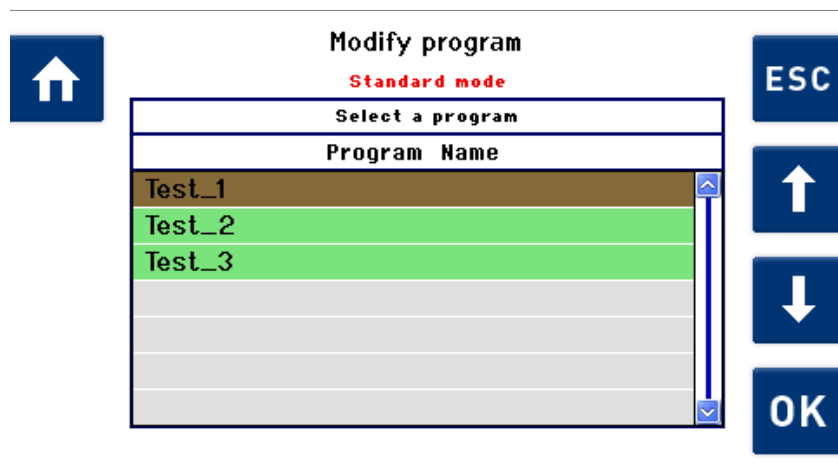 Modify program
Standard mode
ESC
Select a program
Program Name
Test_1
Test_2
Test_3
OK